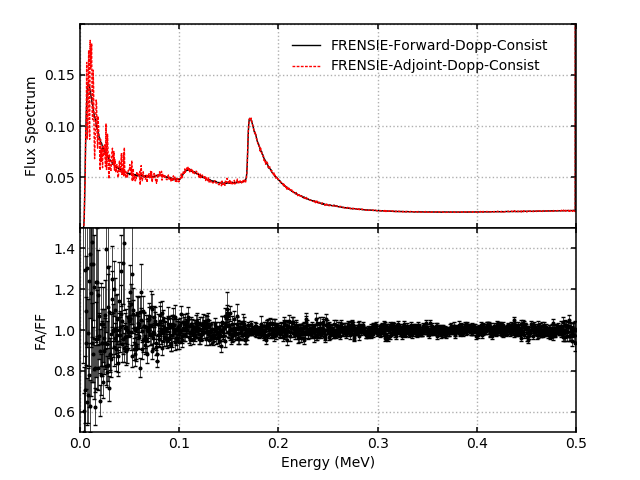 FRENSIE-Forward-Dopp-Consist
FRENSIE-Adjoint-Dopp-Consist
Flux Spectrum
0.15
0.10
0.05
FA/FF
1.4
1.2
1.0
0.8
0.6
0.0 0.1 0.2 0.3 0.4 0.5
Energy (MeV)